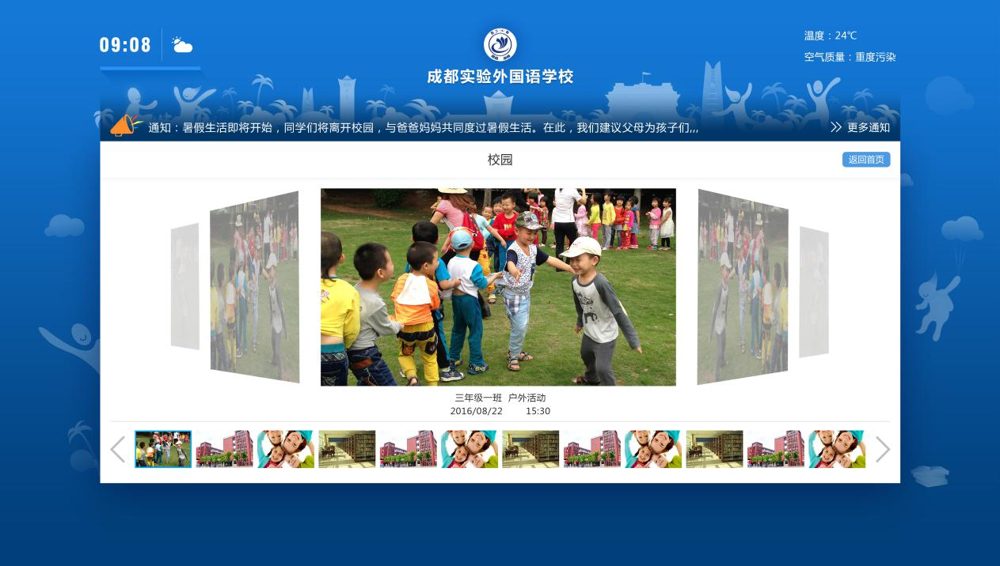 09:08
温度：24℃
空气质量：重度污染
成都实验外国语学校
通知：暑假生活即将开始，同学们将离开校园，与爸爸妈妈共同度过暑假生活。在此，我们建议父母为孩子们,,,
更多通知
校园
返回首页
三年级一班 户外活动
2016/08/22 15:30